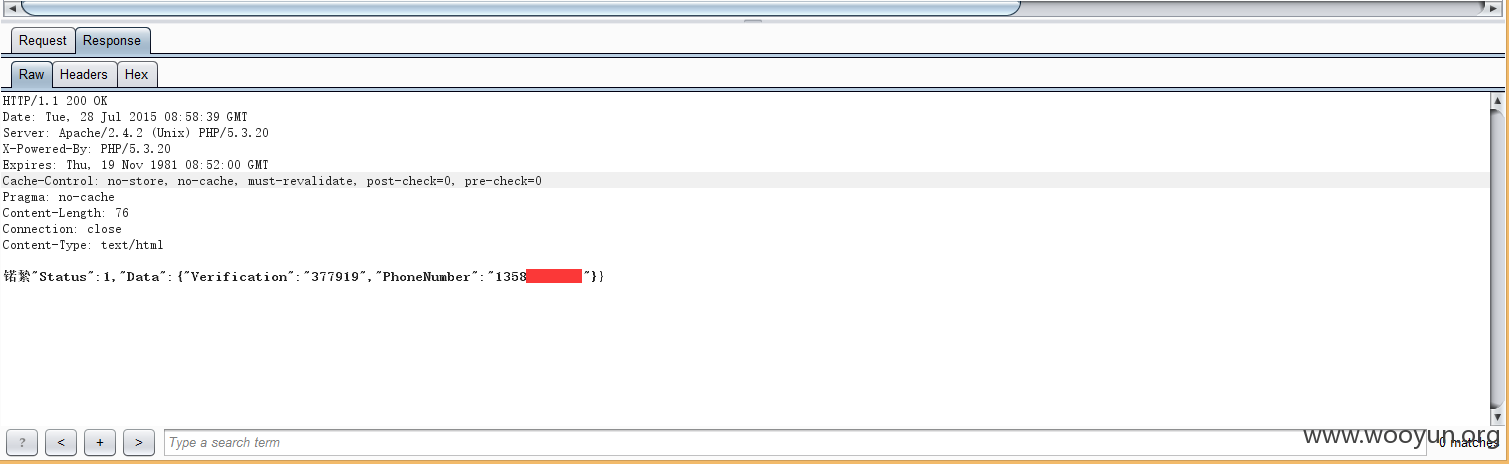 Request Response
Raw Headers Hex
HTTP/1.1 200 OK
Date: Tue, 28 Jul 2015 08:58:39 GMT
Server: Apache/2.4.2 (Unix) PHP/5.3.20
X-Powered-By: PHP/5.3.20
Expires: Thu, 19 Nov 1981 08:52:00 GMT
Cache-Control: no-store, no-cache, must-revalidate, post-check=0, pre-check=0
Pragma: no-cache
Content-Length: 76
Connection: close
Content-Type: text/html
锘縶"Status":1,"Data":{"Verification":"377919","PhoneNumber":"1358"}}
? < + > Type a search term 0 matches
www.wooyun.org